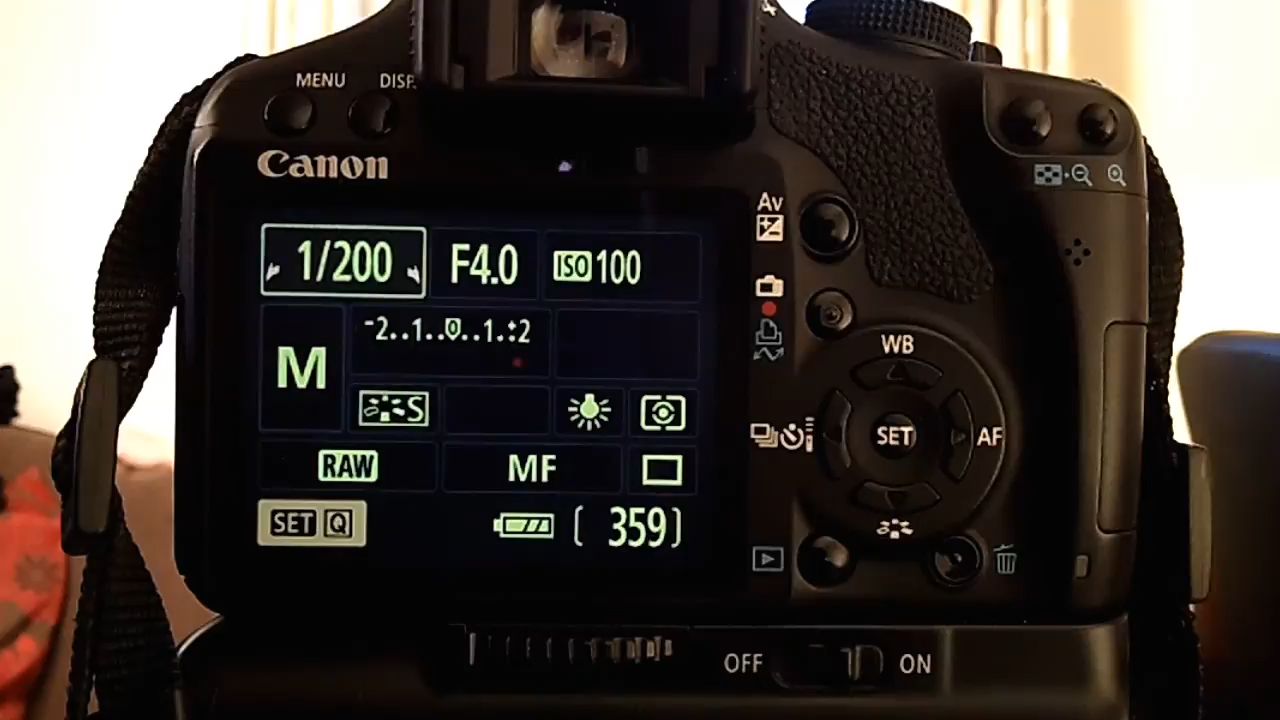 MENU DISP.
Canon
Av
1/200 F4.0 ISO 100
-2..1..0..1.:2
M
S
WB
SET
AF
RAW MF
SET Q [ 359]
OFF ON